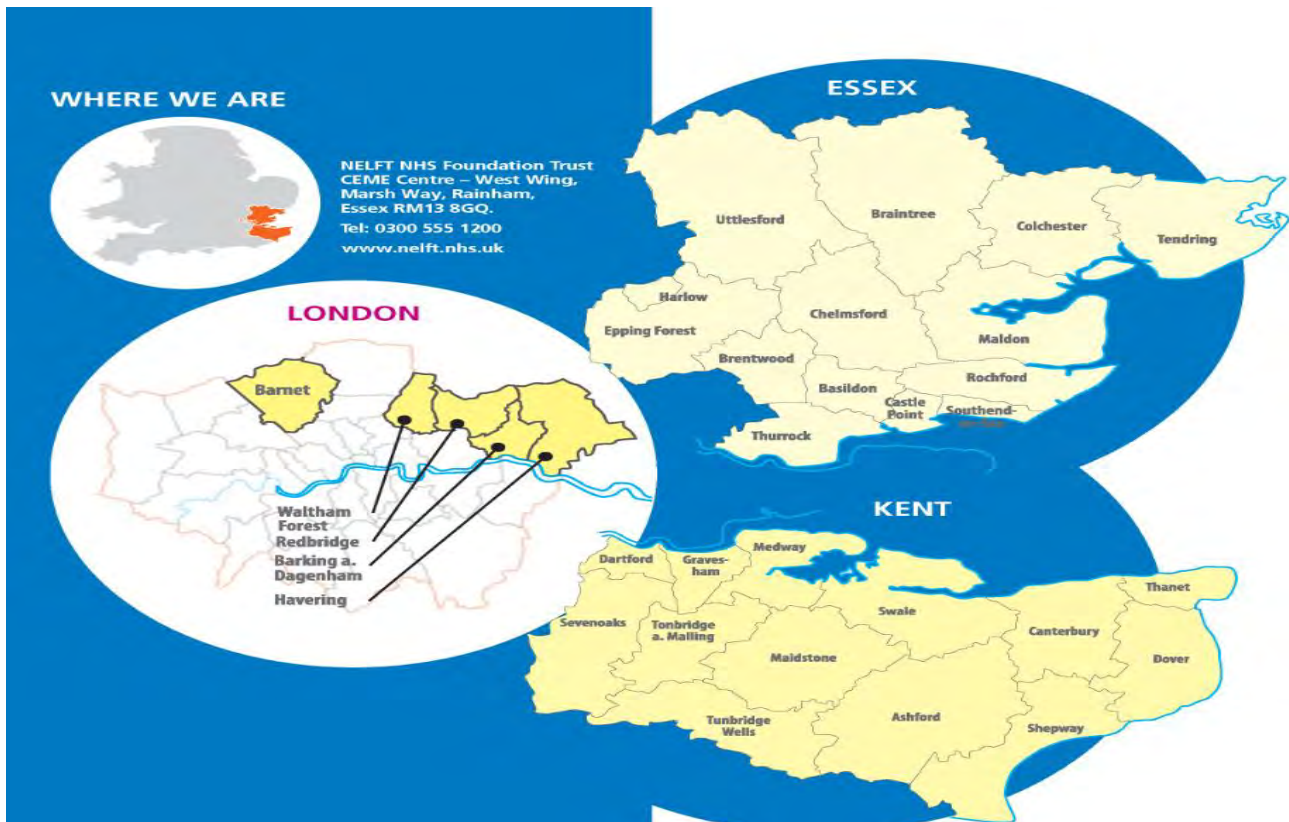 WHERE WE ARE
NELFT NHS Foundation Trust
CEME Centre – West Wing,
Marsh Way, Rainham,
Essex RM13 8GQ.
Tel: 0300 555 1200
www.nelft.nhs.uk
LONDON
Barnet
Waltham
Forest
Redbridge
Barking a.
Dagenham
Havering
ESSEX
Uttlesford
Braintree
Colchester
Tendring
Harlow
Epping Forest
Chelmsford
Maldon
Brentwood
Basildon
Rochford
Castle
Point
Southend-
Thurrock
KENT
Dartford
Graves-
ham
Medway
Thanet
Sevenoaks
Tonbridge
a. Malling
Swale
Canterbury
Maidstone
Dover
Tunbridge
Wells
Ashford
Shepway